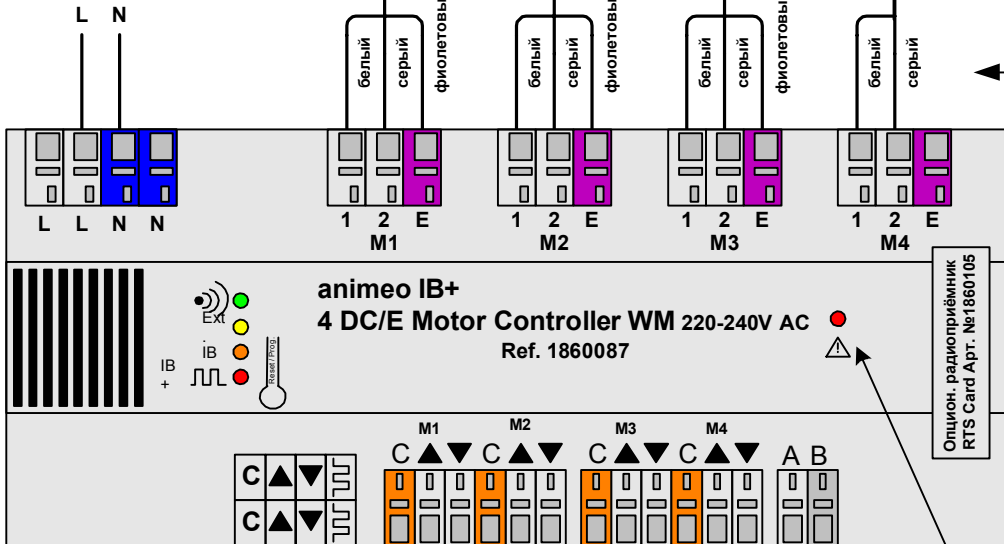 L N
белый
серый
фиолетовы
белый
серый
фиолетовы
белый
серый
фиолетовы
белый
серый
L L N N
1 2 E
M1
1 2 E
M2
1 2 E
M3
1 2 E
M4
animeo IB+
4 DC/E Motor Controller WM 220-240V AC
Ref. 1860087
Ext
.
iB
IB
+
Reset / Prog.
Опцион. радиоприёмник
RTS Card Арт. №1860105
M1 M2 M3 M4
C ▲ ▼ C ▲ ▼ C ▲ ▼ C ▲ ▼ A B
C ▲ ▼
C ▲ ▼